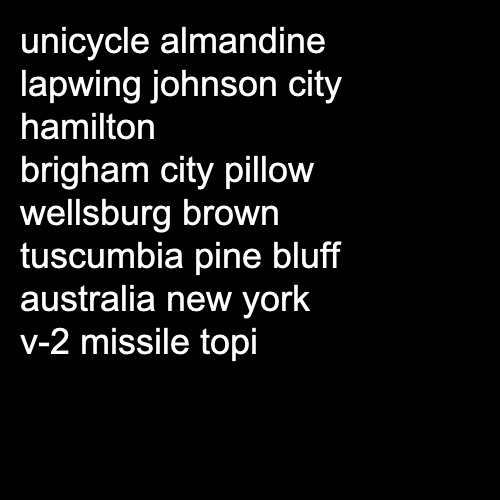 unicycle almandine
lapwing johnson city
hamilton
brigham city pillow
wellsburg brown
tuscumbia pine bluff
australia new york
v-2 missile topi